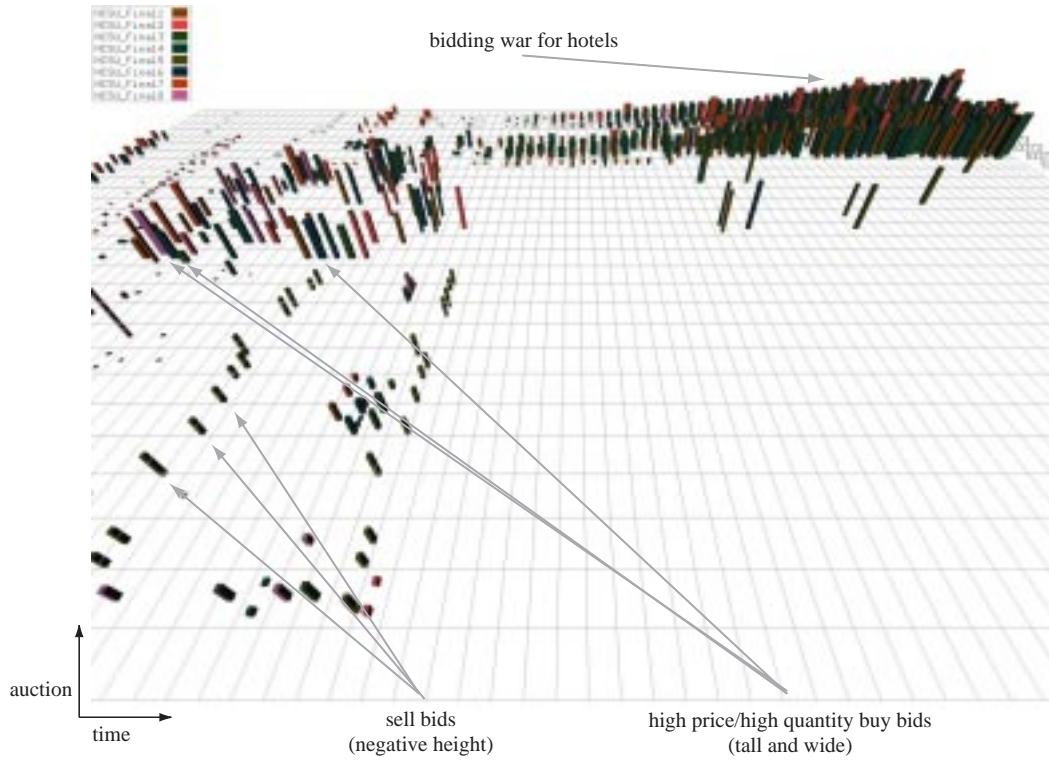 bidding war for hotels
auction
time
sell bids
(negative height)
high price/high quantity buy bids
(tall and wide)